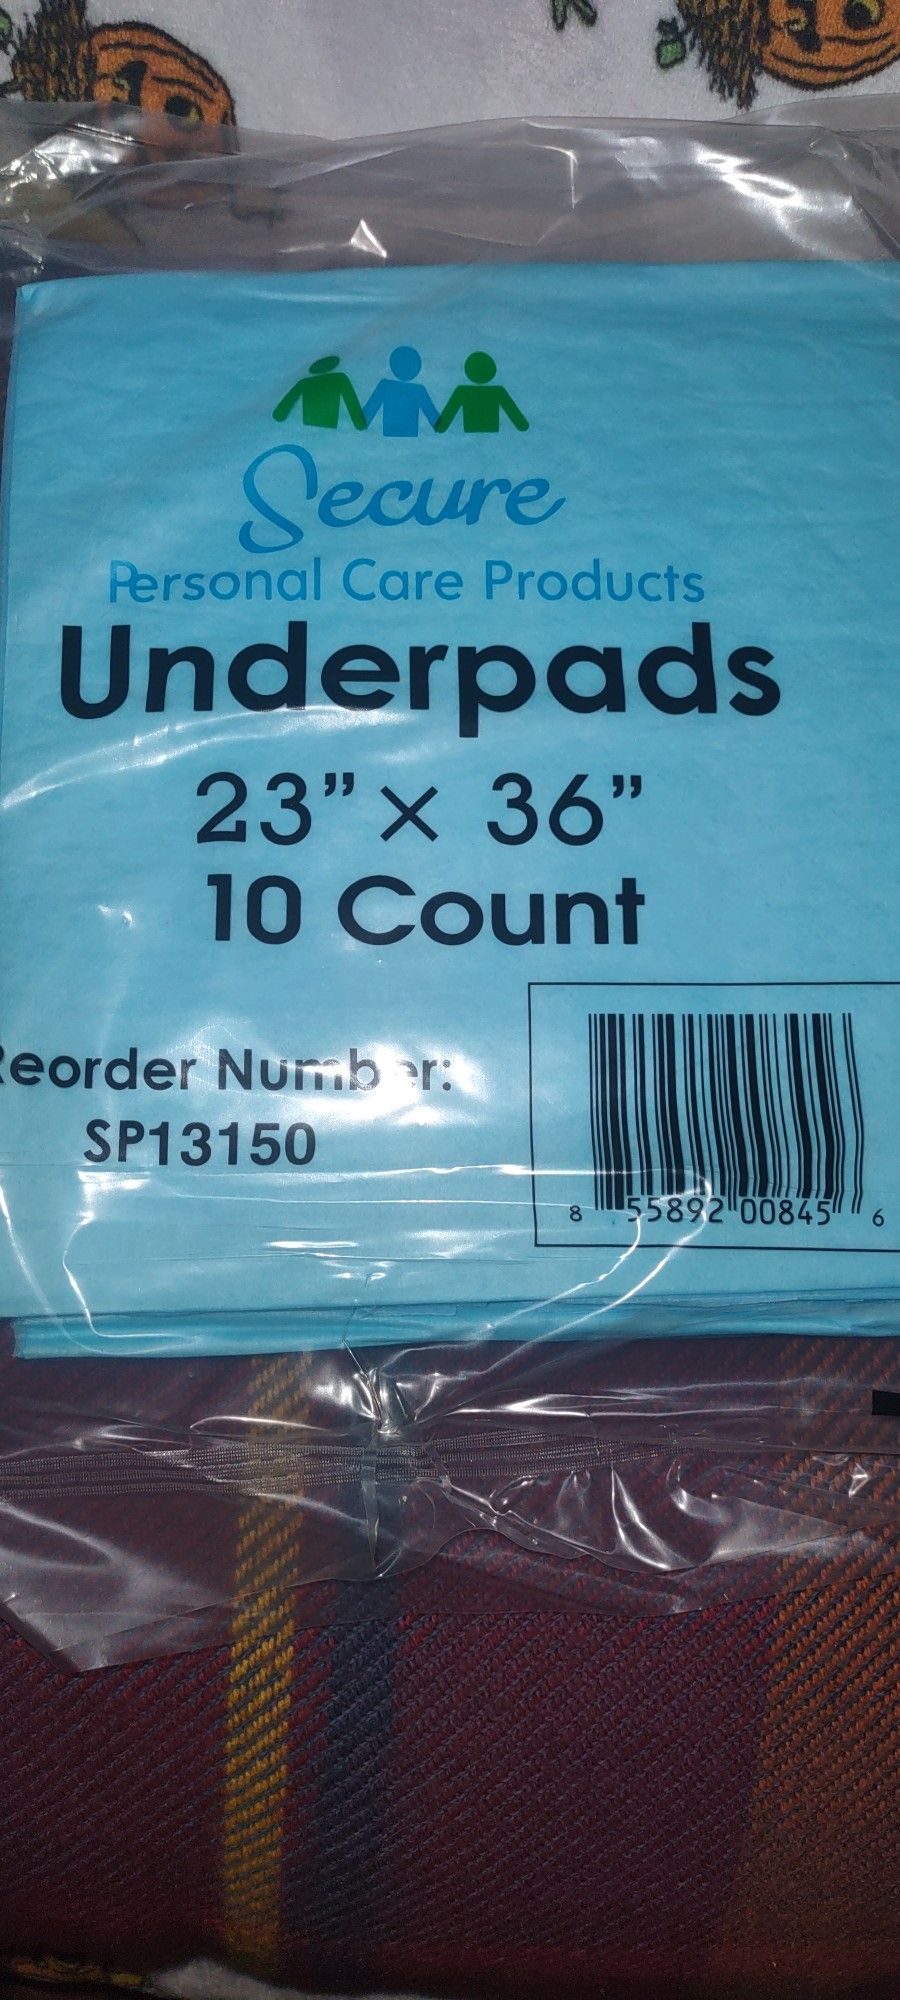 Secure
Personal Care Products
Underpads
23” × 36”
10 Count
Reorder Number:
SP13150
8 55892 00845 6